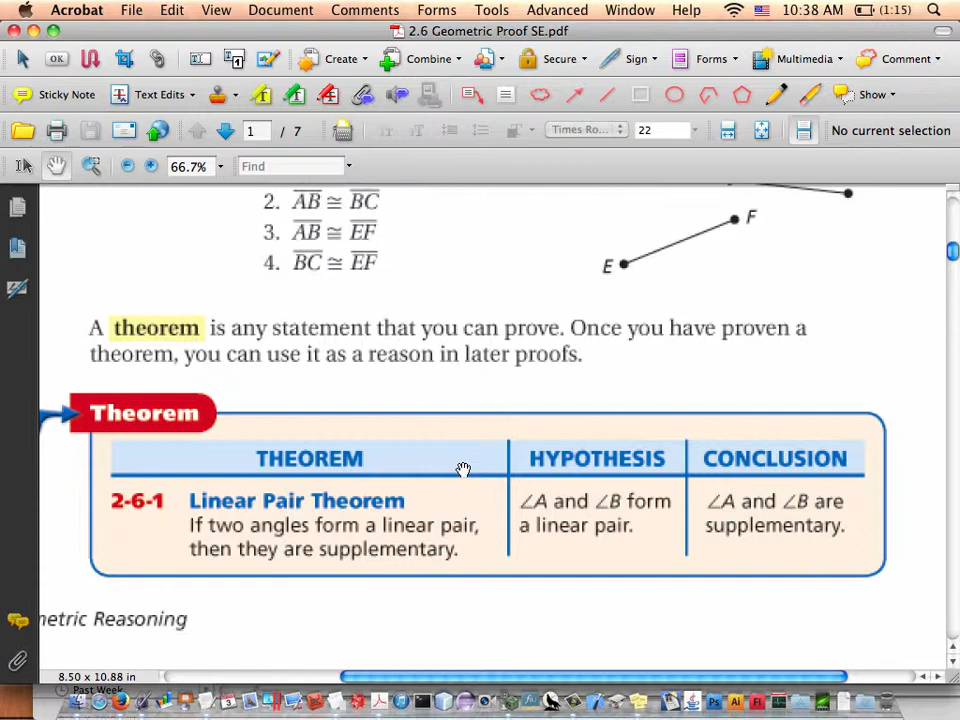 Acrobat File Edit View Document Comments Forms Tools Advanced Window Help 10:38 AM (1:15)
2.6 Geometric Proof SE.pdf
OK Create Combine Secure Sign Forms Multimedia Comment
Sticky Note Text Edits Show
1 / 7 Times Ro... 22 No current selection
66.7% Find
2. AB ≅ BC
3. AB ≅ EF
4. BC ≅ EF
F
E
A theorem is any statement that you can prove. Once you have proven a
theorem, you can use it as a reason in later proofs.
Theorem
THEOREM HYPOTHESIS CONCLUSION
2-6-1 Linear Pair Theorem
If two angles form a linear pair,
then they are supplementary.
∠A and ∠B form
a linear pair.
∠A and ∠B are
supplementary.
metric Reasoning
8.50 x 10.88 in
Past Week